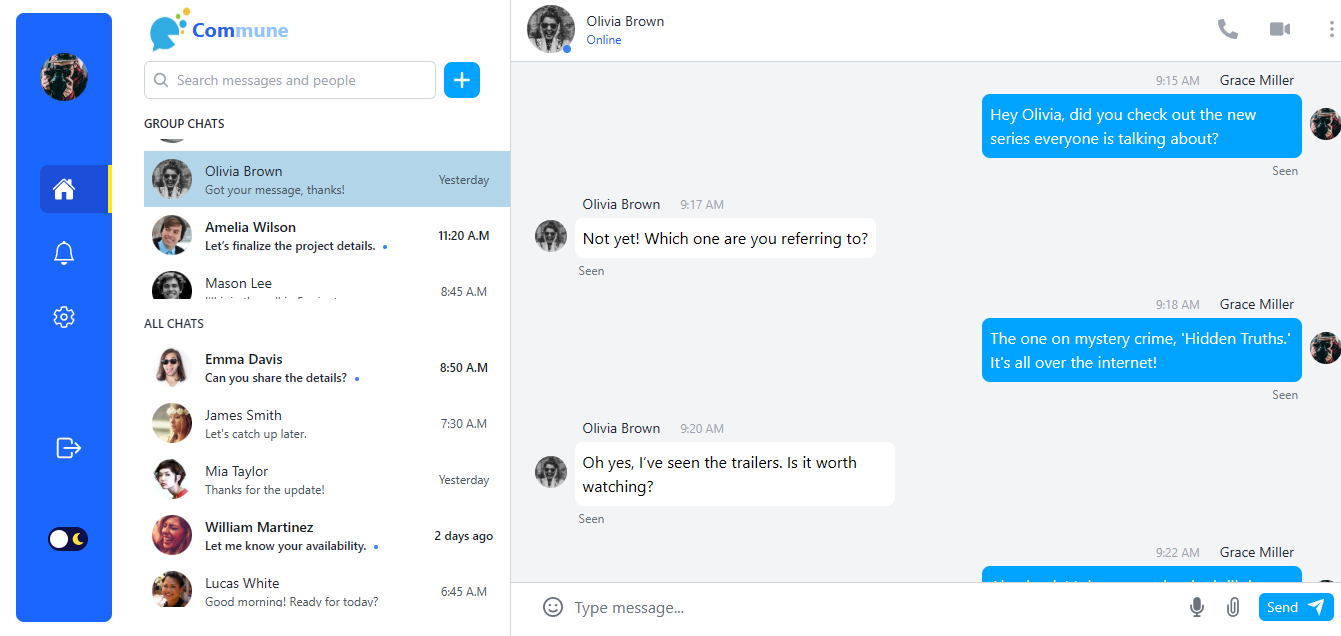 Commune
Search messages and people
GROUP CHATS
Olivia Brown
Got your message, thanks!
Yesterday
Amelia Wilson
Let's finalize the project details.
11:20 A.M
Mason Lee
8:45 A.M
ALL CHATS
Emma Davis
Can you share the details?
8:50 A.M
James Smith
Let's catch up later.
7:30 A.M
Mia Taylor
Thanks for the update!
Yesterday
William Martinez
Let me know your availability.
2 days ago
Lucas White
Good morning! Ready for today?
6:45 A.M
Olivia Brown
Online
9:15 AM Grace Miller
Hey Olivia, did you check out the new
series everyone is talking about?
Seen
Olivia Brown 9:17 AM
Not yet! Which one are you referring to?
Seen
9:18 AM Grace Miller
The one on mystery crime, 'Hidden Truths.'
It's all over the internet!
Seen
Olivia Brown 9:20 AM
Oh yes, I've seen the trailers. Is it worth
watching?
Seen
9:22 AM Grace Miller
Type message...
Send